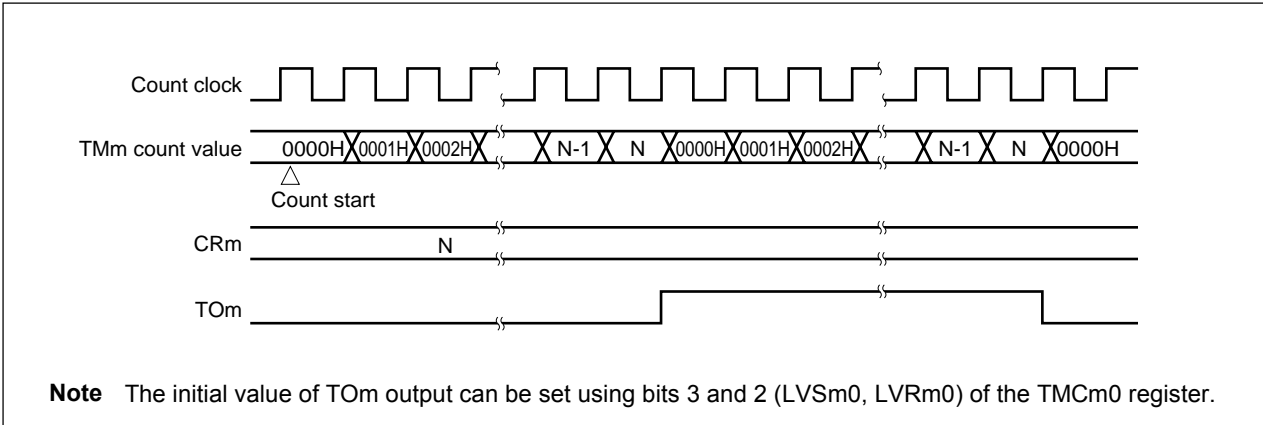 Count clock
TMm count value 0000H 0001H 0002H N-1 N 0000H 0001H 0002H N-1 N 0000H
Count start
CRm N
TOm
Note The initial value of TOm output can be set using bits 3 and 2 (LVSm0, LVRm0) of the TMCm0 register.